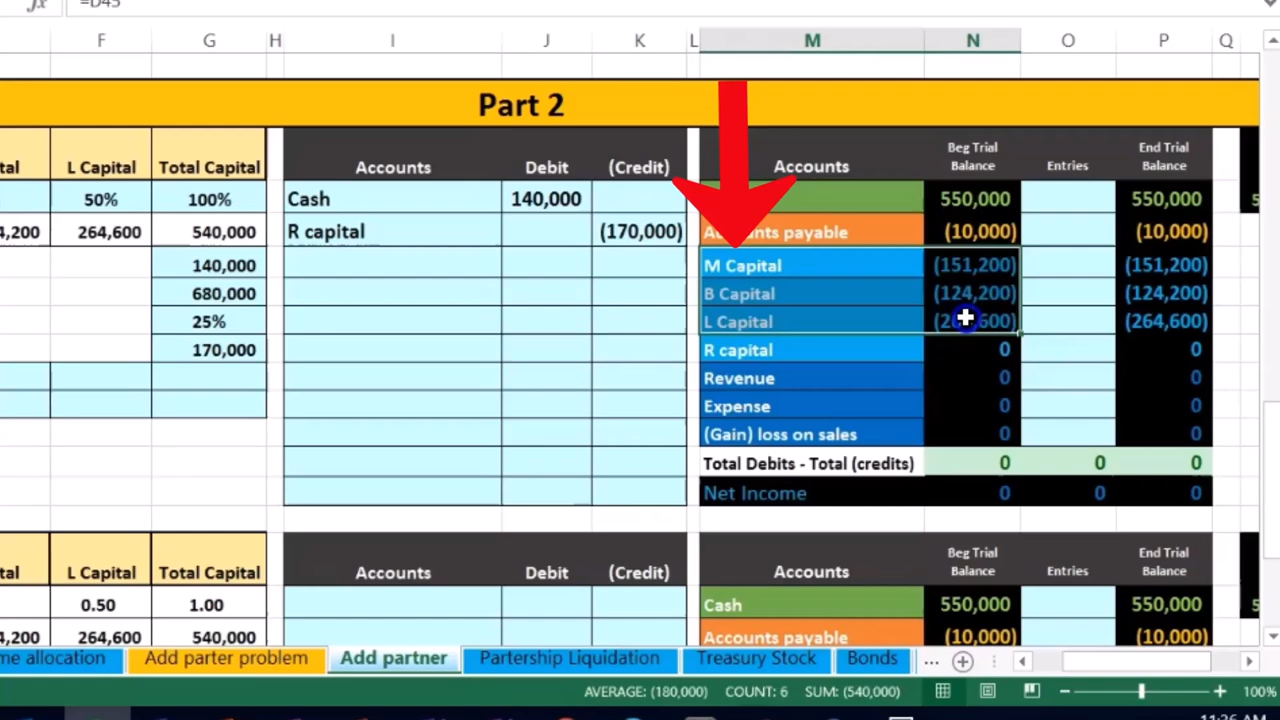 =D45
F G H I J K L M N O P Q
Part 2
tal L Capital Total Capital Accounts Debit (Credit) Accounts Beg Trial Balance Entries End Trial Balance
50% 100% Cash 140,000 550,000 550,000 5
4,200 264,600 540,000 R capital (170,000) payable (10,000) (10,000)
140,000 M Capital (151,200) (151,200)
680,000 B Capital (124,200) (124,200)
25% L Capital (264,600)
170,000 R capital 0 0
Revenue 0 0
Expense 0 0
(Gain) loss on sales 0 0
Total Debits - Total (credits) 0 0 0
Net Income 0 0 0
tal L Capital Total Capital Accounts Debit (Credit) Accounts Beg Trial Balance Entries End Trial Balance
0.50 1.00 Cash 550,000 550,000 5
4,200 264,600 540,000 Accounts payable (10,000) (10,000)
me allocation Add parter problem Add partner Partership Liquidation Treasury Stock Bonds ...
AVERAGE: (180,000) COUNT: 6 SUM: (540,000) 100%
11:26 AM